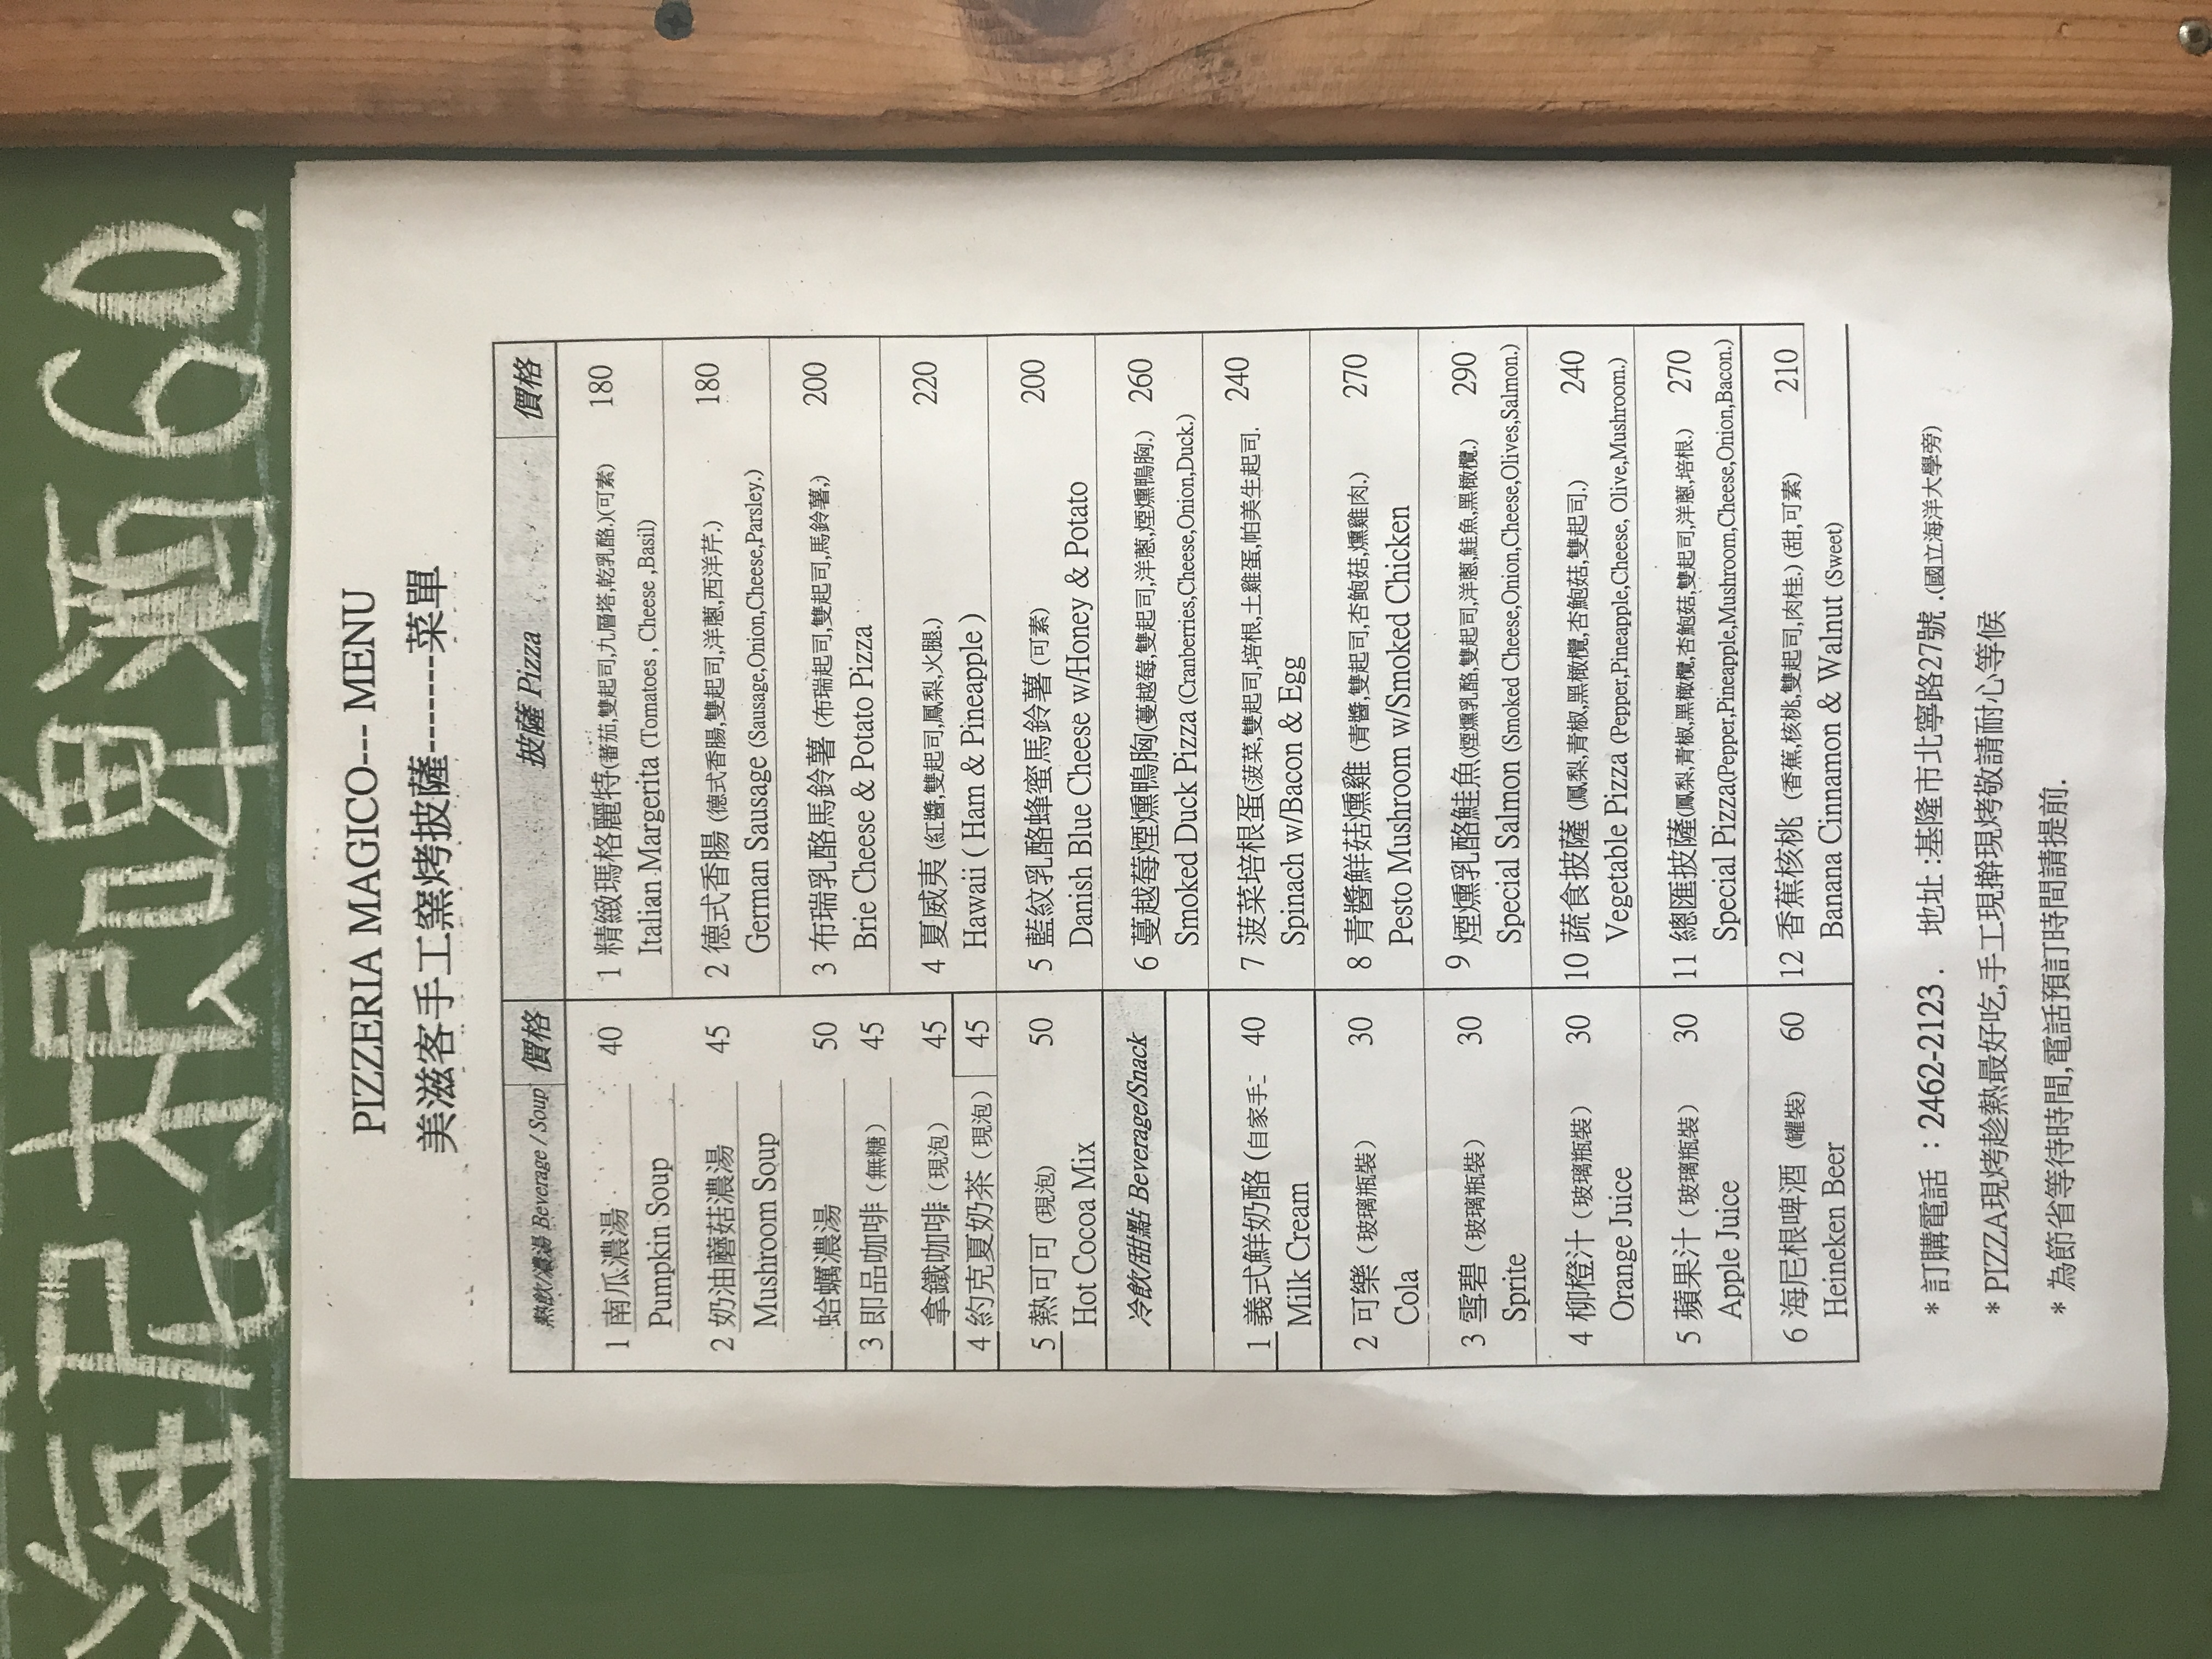 海尼根啤酒60.
PIZZERIA MAGICO--- MENU
美滋客手工窯烤披薩-------菜單
熱飲/濃湯 Beverage / Soup 價格
1 南瓜濃湯 40
Pumpkin Soup
2 奶油蘑菇濃湯 45
Mushroom Soup
蛤蠣濃湯 50
3 即品咖啡（無糖） 45
拿鐵咖啡（現泡） 45
4 約克夏奶茶（現泡） 45
5 熱可可 (現泡) 50
Hot Cocoa Mix
冷飲/甜點 Beverage/Snack
1 義式鮮奶酪 (自家手 40
Milk Cream
2 可樂（玻璃瓶裝） 30
Cola
3 雪碧（玻璃瓶裝） 30
Sprite
4 柳橙汁（玻璃瓶裝） 30
Orange Juice
5 蘋果汁（玻璃瓶裝） 30
Apple Juice
6 海尼根啤酒 (罐裝) 60
Heineken Beer
披薩 Pizza 價格
1 精緻瑪格麗特(蕃茄,雙起司,九層塔,乾乳酪.)(可素) 180
Italian Margerita (Tomatoes , Cheese ,Basil)
2 德式香腸 (德式香腸,雙起司,洋蔥,西洋芹.) 180
German Sausage (Sausage,Onion,Cheese,Parsley.)
3 布瑞乳酪馬鈴薯 (布瑞起司,雙起司,馬鈴薯,) 200
Brie Cheese & Potato Pizza
4 夏威夷 (紅醬,雙起司,鳳梨,火腿.) 220
Hawaii ( Ham & Pineapple )
5 藍紋乳酪蜂蜜馬鈴薯 (可素) 200
Danish Blue Cheese w/Honey & Potato
6 蔓越莓煙燻鴨胸(蔓越莓,雙起司,洋蔥,煙燻鴨胸.) 260
Smoked Duck Pizza (Cranberries,Cheese,Onion,Duck.)
7 菠菜培根蛋(菠菜,雙起司,培根,土雞蛋,帕美生起司. 240
Spinach w/Bacon & Egg
8 青醬鮮菇燻雞 (青醬,雙起司,杏鮑菇,燻雞肉.) 270
Pesto Mushroom w/Smoked Chicken
9 煙燻乳酪鮭魚(煙燻乳酪,雙起司,洋蔥,鮭魚,黑橄欖.) 290
Special Salmon (Smoked Cheese,Onion,Cheese,Olives,Salmon.)
10 蔬食披薩 (鳳梨,青椒,黑橄欖,杏鮑菇,雙起司.) 240
Vegetable Pizza (Pepper,Pineapple,Cheese, Olive,Mushroom.)
11 總匯披薩(鳳梨,青椒,黑橄欖,杏鮑菇,雙起司,洋蔥,培根.) 270
Special Pizza(Pepper,Pineapple,Mushroom,Cheese,Onion,Bacon.)
12 香蕉核桃 (香蕉,核桃,雙起司,肉桂.) (甜,可素) 210
Banana Cinnamon & Walnut (Sweet)
* 訂購電話 ：2462-2123 . 地址 :基隆市北寧路27號 .(國立海洋大學旁)
* PIZZA現烤趁熱最好吃,手工現擀現烤敬請耐心等候
* 為節省等待時間,電話預訂時間請提前.